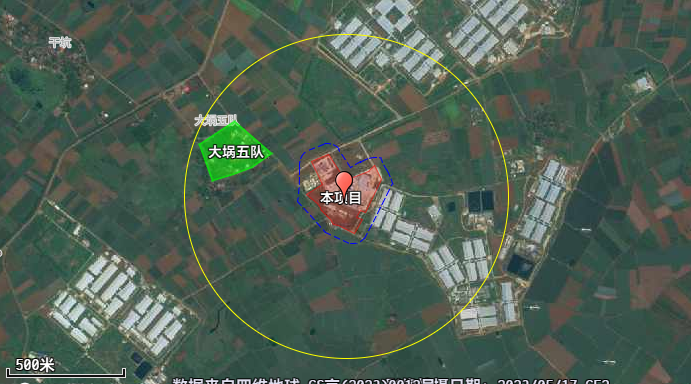 干坑
大埚五队
大埚五队
本项目
500米
数据来自四维地球